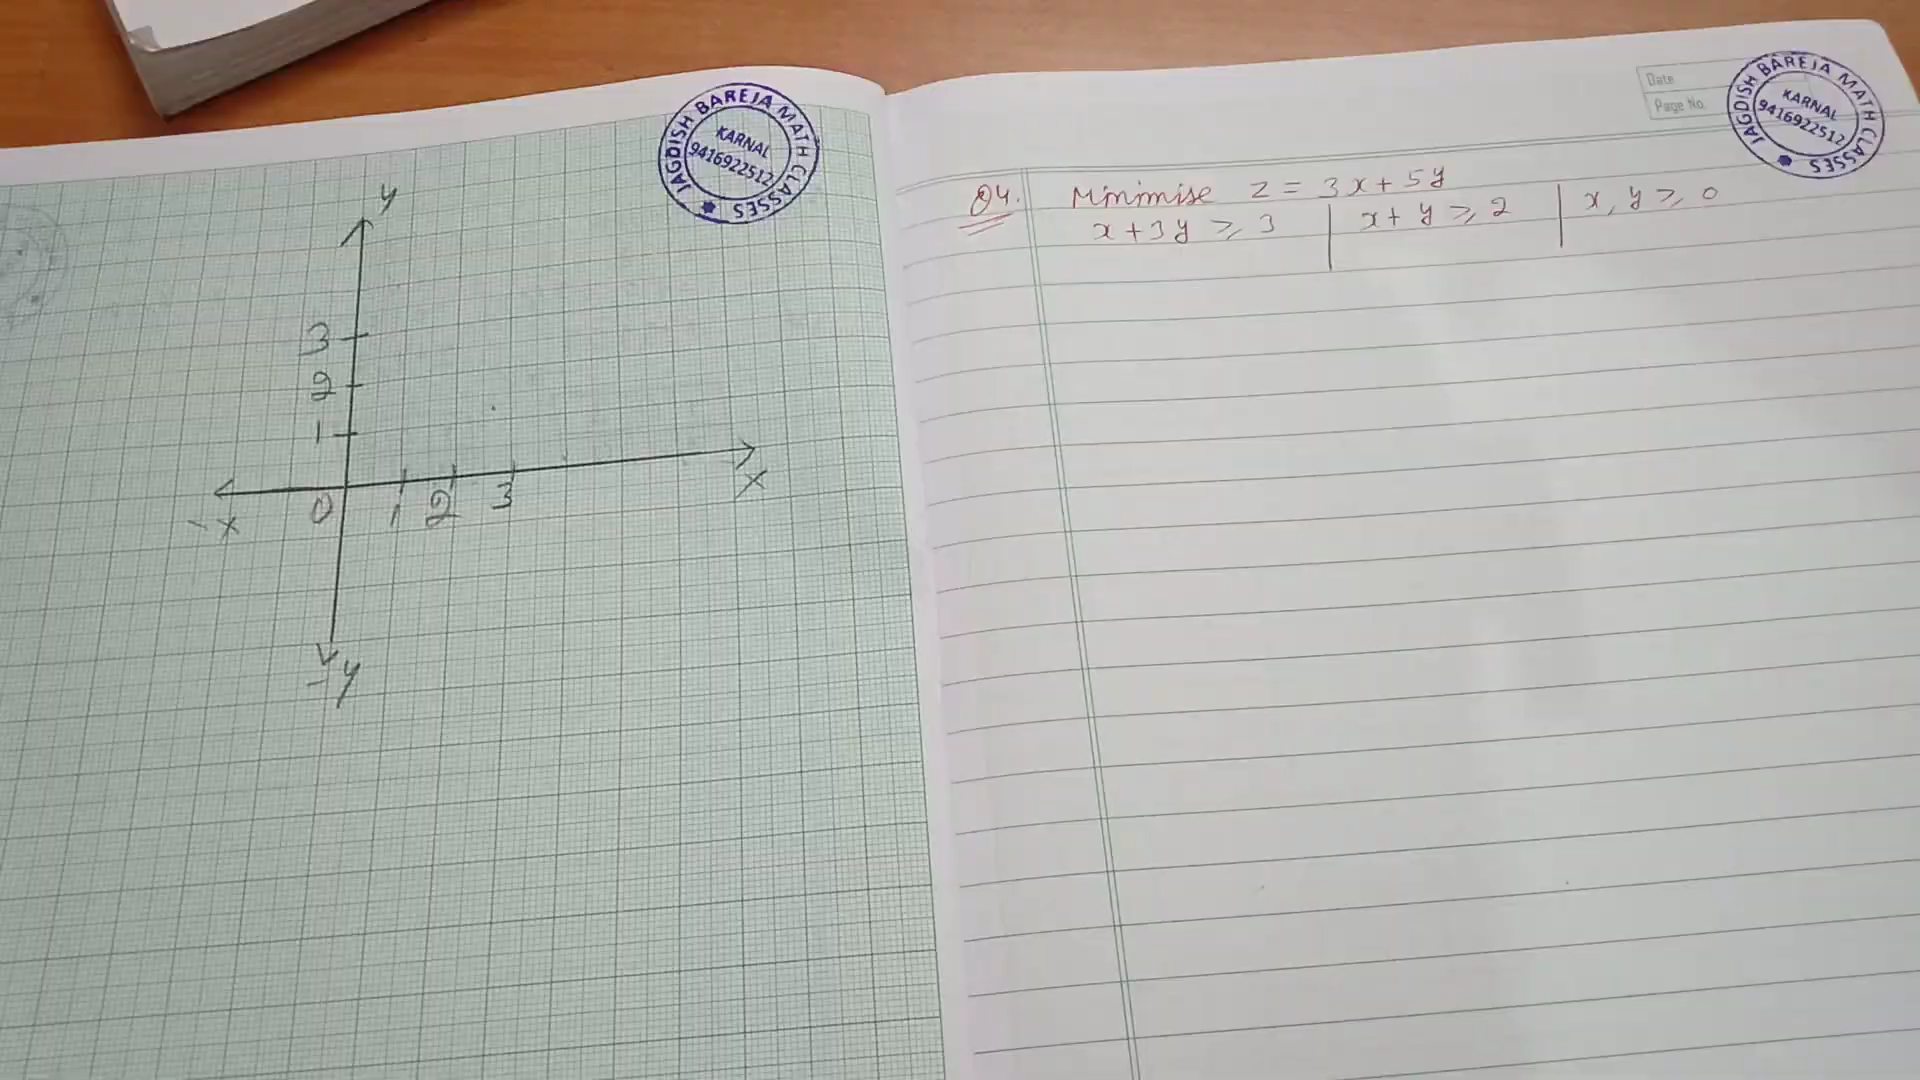 y
3
2
1
-x 0 1 2 3 x
-y
JAGDISH BAREJA MATH CLASSES
KARNAL
9416922512
Date
Page No.
JAGDISH BAREJA MATH CLASSES
KARNAL
9416922512
Q4. Minimise z = 3x + 5y
x + 3y ≥ 3 | x + y ≥ 2 | x, y ≥ 0